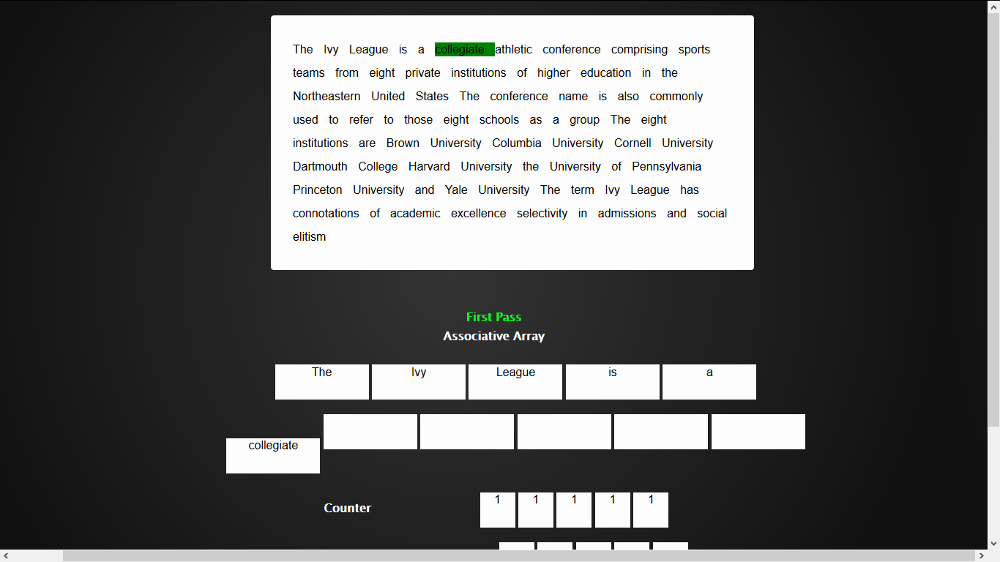 The Ivy League is a collegiate athletic conference comprising sports
teams from eight private institutions of higher education in the
Northeastern United States The conference name is also commonly
used to refer to those eight schools as a group The eight
institutions are Brown University Columbia University Cornell University
Dartmouth College Harvard University the University of Pennsylvania
Princeton University and Yale University The term Ivy League has
connotations of academic excellence selectivity in admissions and social
elitism
First Pass
Associative Array
The Ivy League is a
collegiate
Counter 1 1 1 1 1